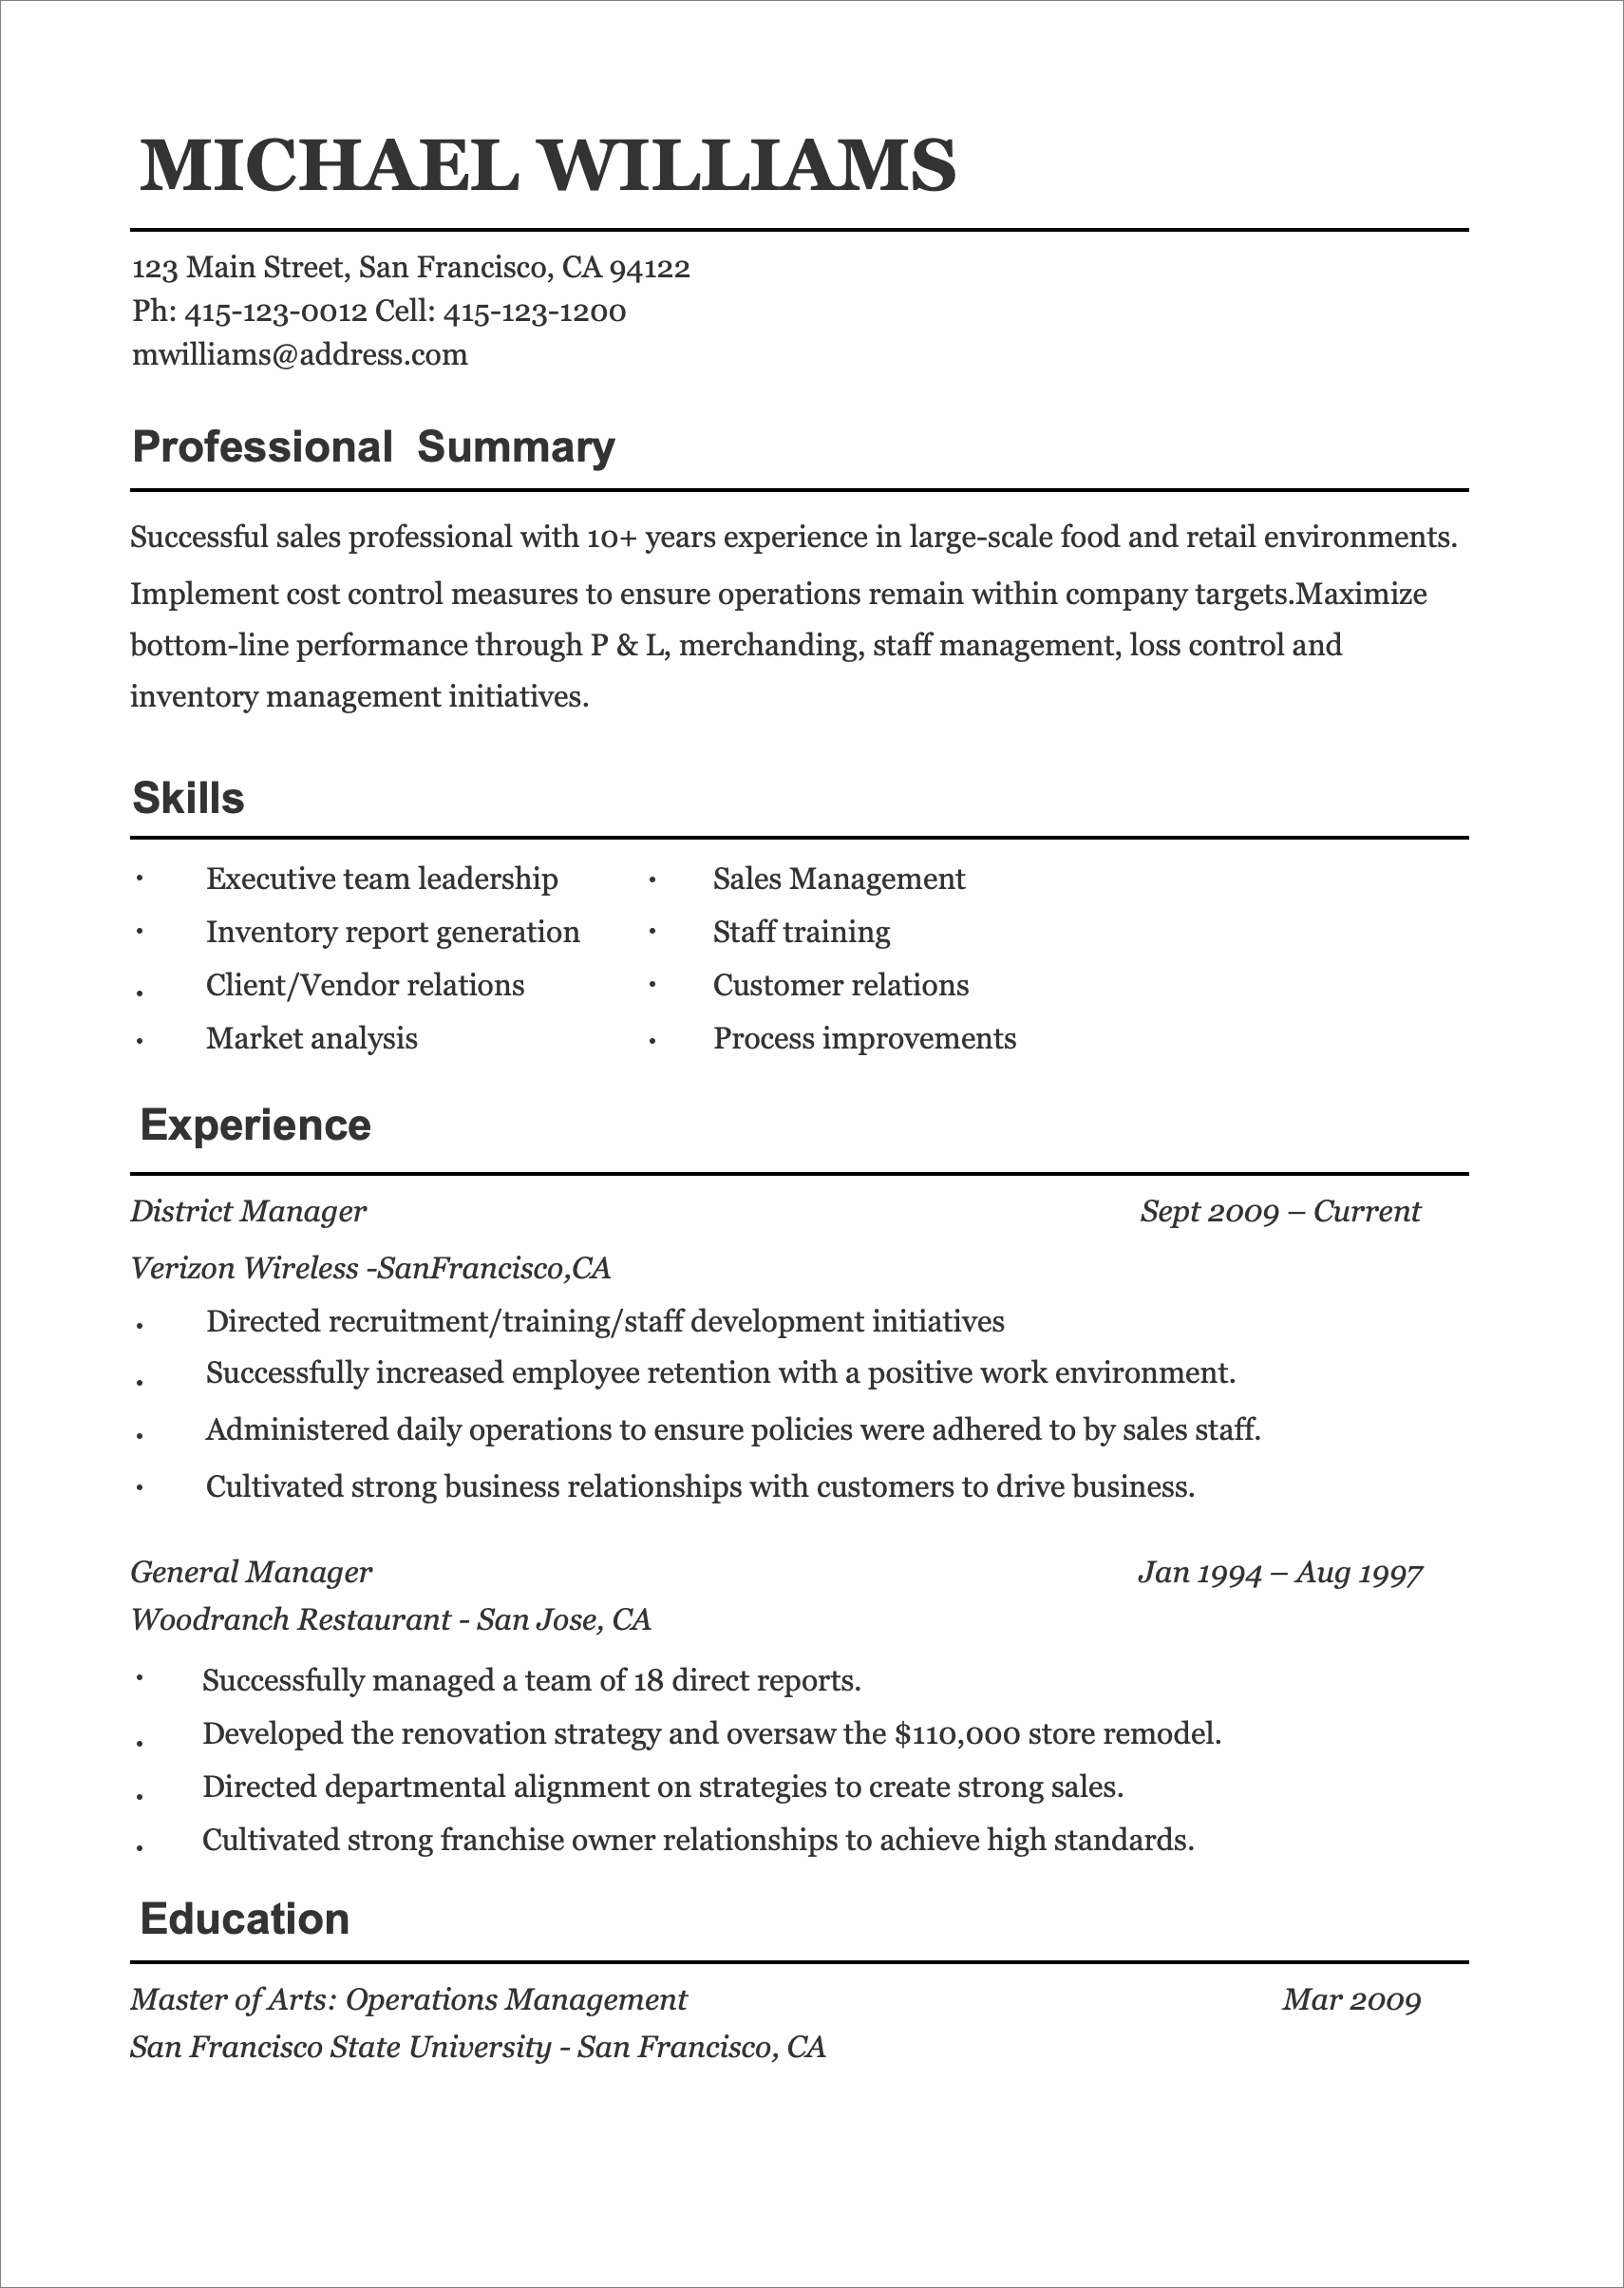 MICHAEL WILLIAMS
123 Main Street, San Francisco, CA 94122
Ph: 415-123-0012 Cell: 415-123-1200
mwilliams@address.com
Professional Summary
Successful sales professional with 10+ years experience in large-scale food and retail environments.
Implement cost control measures to ensure operations remain within company targets.Maximize
bottom-line performance through P & L, merchanding, staff management, loss control and
inventory management initiatives.
Skills
· Executive team leadership · Sales Management
· Inventory report generation · Staff training
· Client/Vendor relations · Customer relations
· Market analysis · Process improvements
Experience
District Manager Sept 2009 – Current
Verizon Wireless -SanFrancisco,CA
· Directed recruitment/training/staff development initiatives
· Successfully increased employee retention with a positive work environment.
· Administered daily operations to ensure policies were adhered to by sales staff.
· Cultivated strong business relationships with customers to drive business.
General Manager Jan 1994 – Aug 1997
Woodranch Restaurant - San Jose, CA
· Successfully managed a team of 18 direct reports.
· Developed the renovation strategy and oversaw the $110,000 store remodel.
· Directed departmental alignment on strategies to create strong sales.
· Cultivated strong franchise owner relationships to achieve high standards.
Education
Master of Arts: Operations Management Mar 2009
San Francisco State University - San Francisco, CA